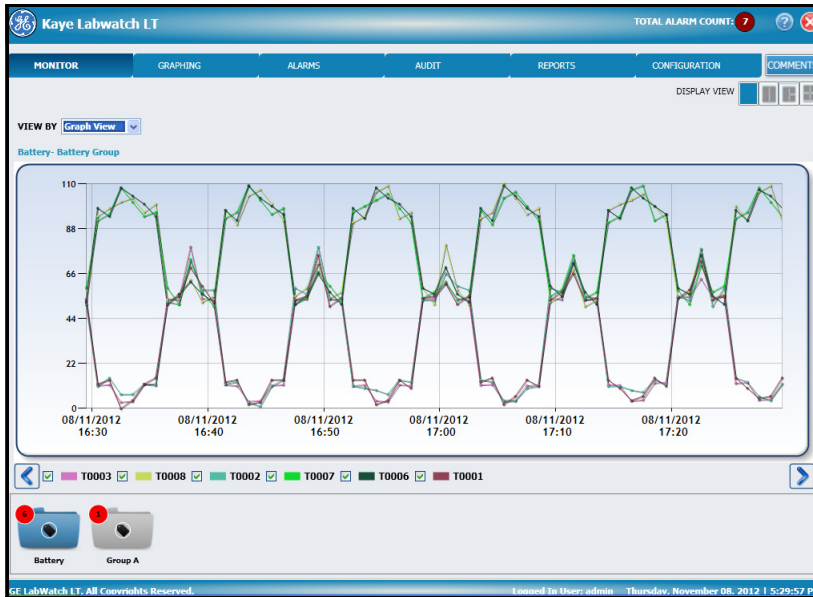 Kaye Labwatch LT TOTAL ALARM COUNT: 7 ?
MONITOR GRAPHING ALARMS AUDIT REPORTS CONFIGURATION COMMENT
DISPLAY VIEW
VIEW BY Graph View
Battery- Battery Group
110
88
66
44
22
0
08/11/2012 08/11/2012 08/11/2012 08/11/2012 08/11/2012 08/11/2012
16:30 16:40 16:50 17:00 17:10 17:20
T0003 T0008 T0002 T0007 T0006 T0001
6 1
Battery Group A
GE LabWatch LT. All Copyrights Reserved. Logged In User: admin Thursday, November 08, 2012 | 5:29:57 P